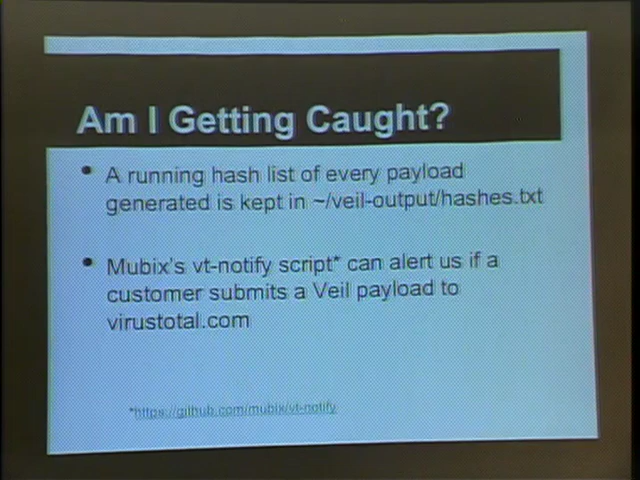 Am I Getting Caught?
• A running hash list of every payload
generated is kept in ~/veil-output/hashes.txt
• Mubix's vt-notify script* can alert us if a
customer submits a Veil payload to
virustotal.com
*https://github.com/mubix/vt-notify